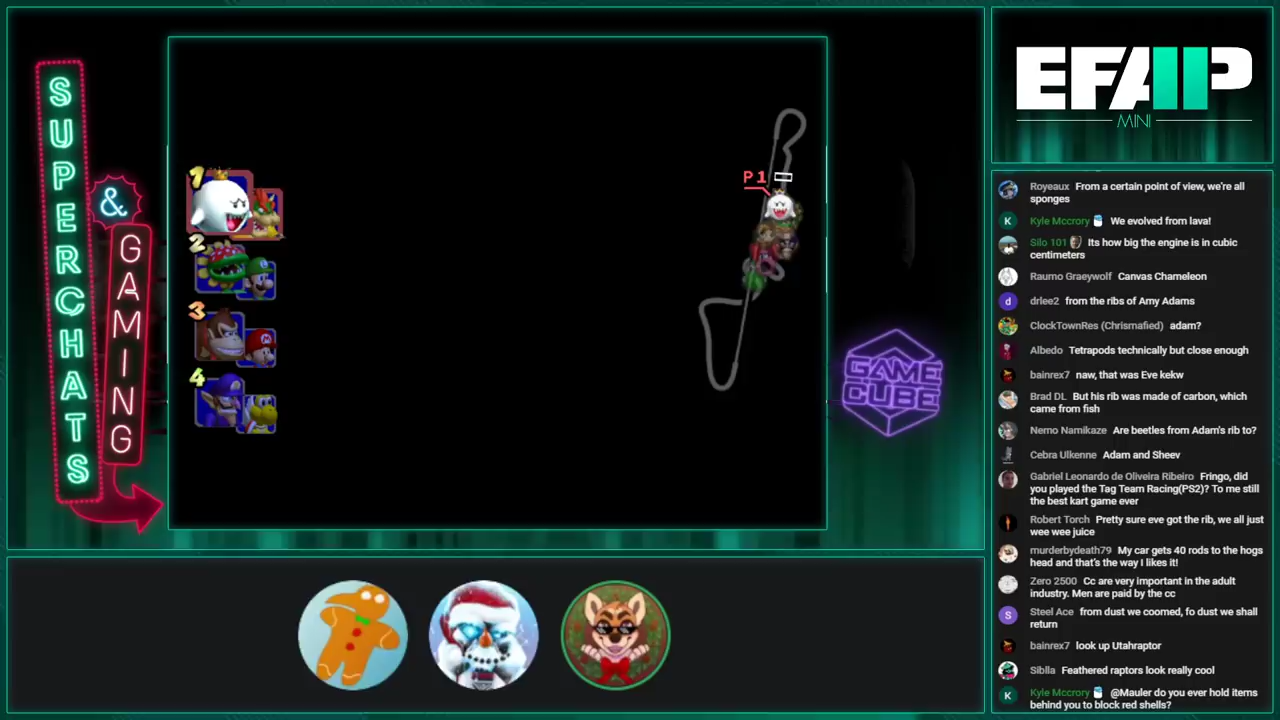 SUPERCHATS
&
GAMING
1
2
3
4
P1
GAME
CUBE
EFAP
MINI
Royeaux From a certain point of view, we're all
sponges
K Kyle Mccrory We evolved from lava!
Silo 101 Its how big the engine is in cubic
centimeters
Raumo Graeywolf Canvas Chameleon
d drlee2 from the ribs of Amy Adams
ClockTownRes (Chrismafied) adam?
Albedo Tetrapods technically but close enough
bainrex7 naw, that was Eve kekw
Brad DL But his rib was made of carbon, which
came from fish
Nemo Namikaze Are beetles from Adam's rib to?
Cebra Ulkenne Adam and Sheev
Gabriel Leonardo de Oliveira Ribeiro Fringo, did
you played the Tag Team Racing(PS2)? To me still
the best kart game ever
Robert Torch Pretty sure eve got the rib, we all just
wee wee juice
murderbydeath79 My car gets 40 rods to the hogs
head and that's the way I likes it!
Zero 2500 Cc are very important in the adult
industry. Men are paid by the cc
S Steel Ace from dust we coomed, fo dust we shall
return
bainrex7 look up Utahraptor
Siblla Feathered raptors look really cool
K Kyle Mccrory @Mauler do you ever hold items
behind you to block red shells?